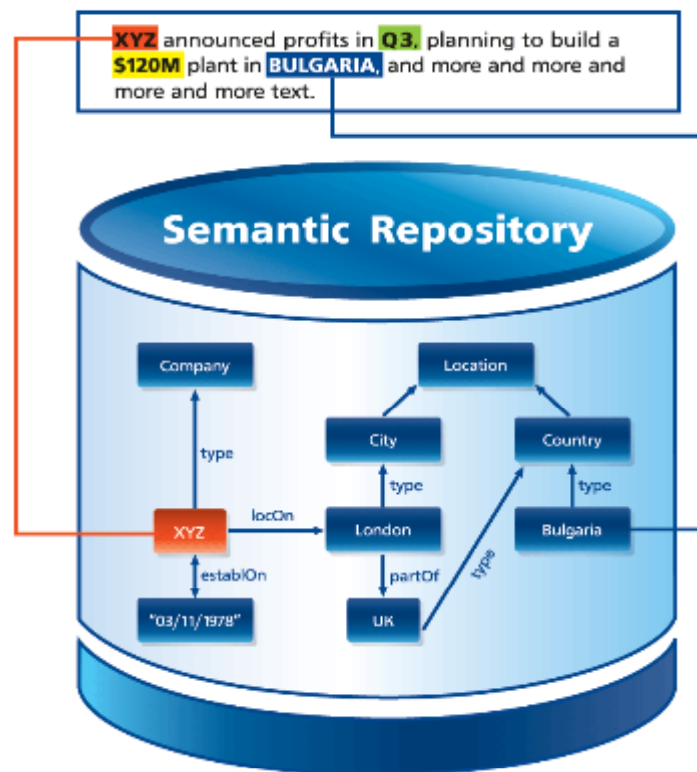 XYZ announced profits in Q3, planning to build a
$120M plant in BULGARIA, and more and more and
more and more text.
Semantic Repository
Company
Location
City
Country
type
type
type
XYZ
locOn
London
Bulgaria
establOn
partOf
type
"03/11/1978"
UK